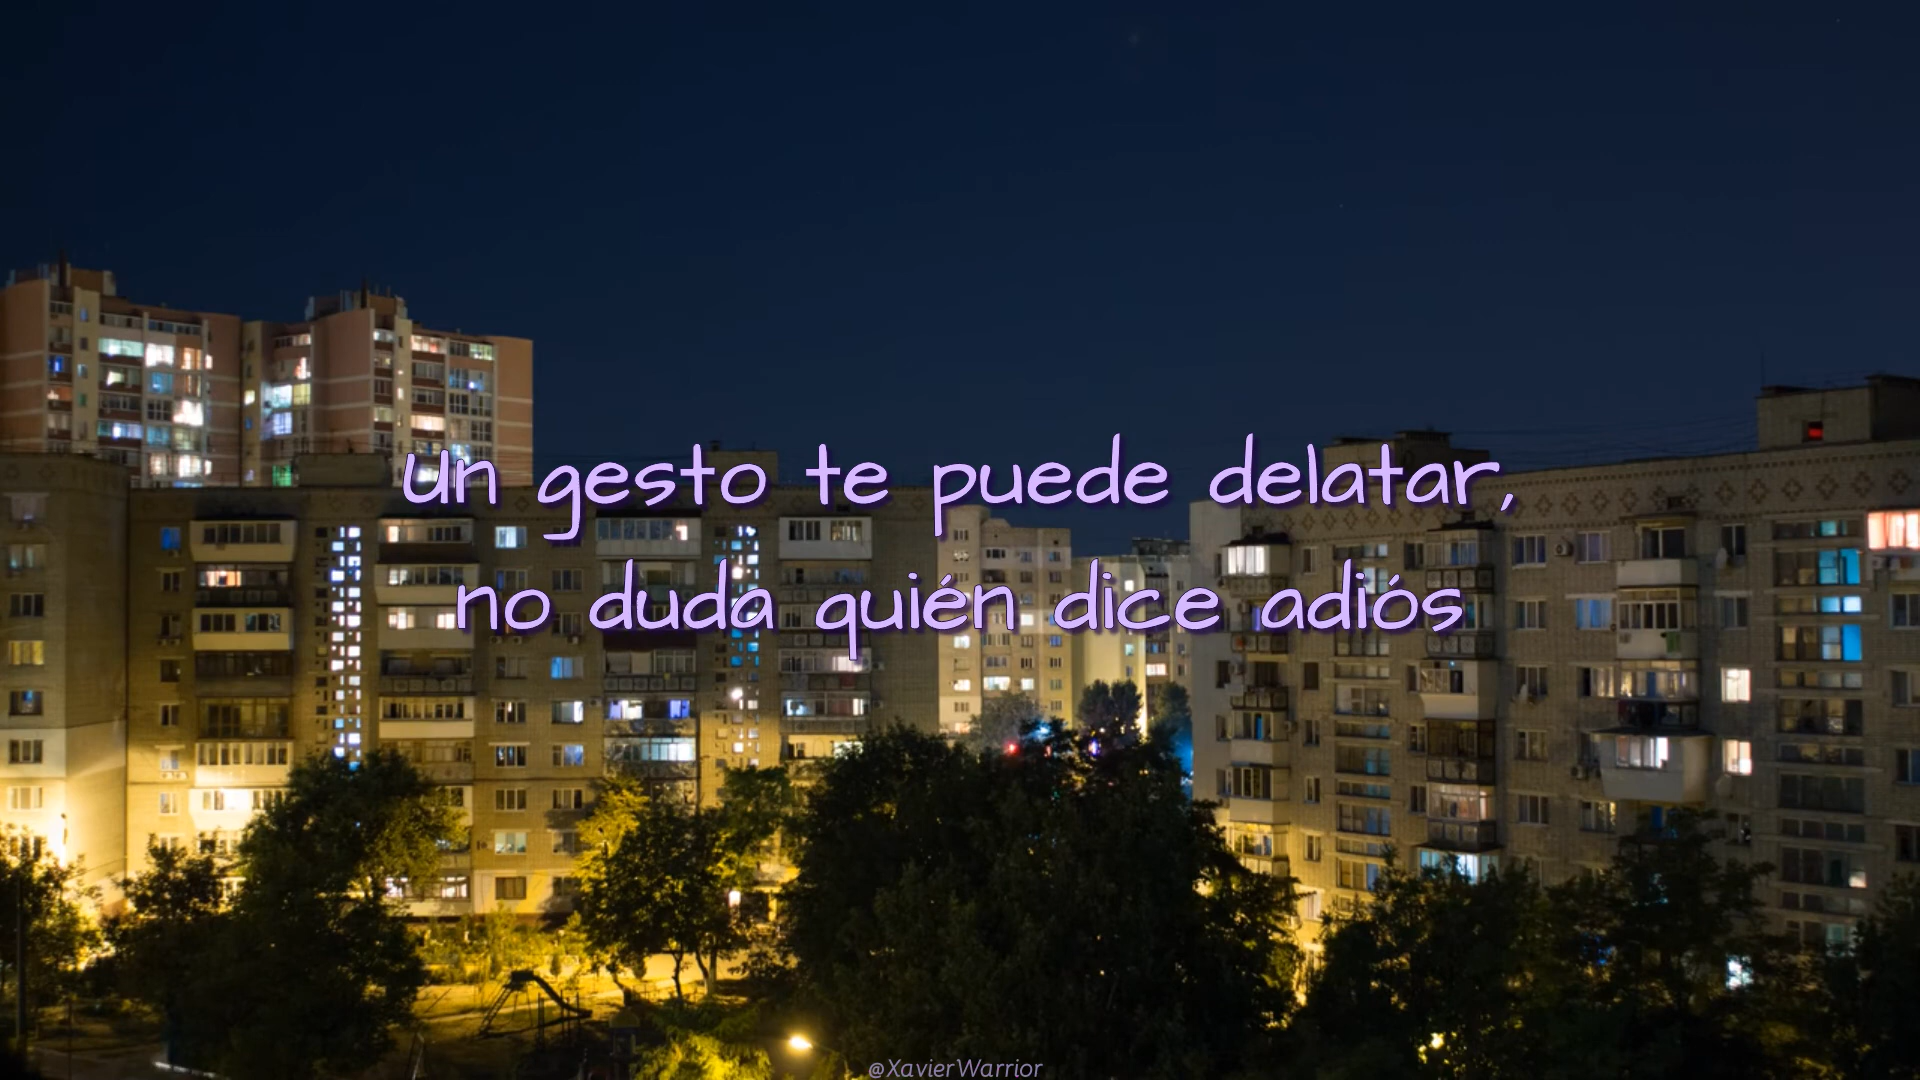 un gesto te puede delatar,
no duda quién dice adiós
@XavierWarrior